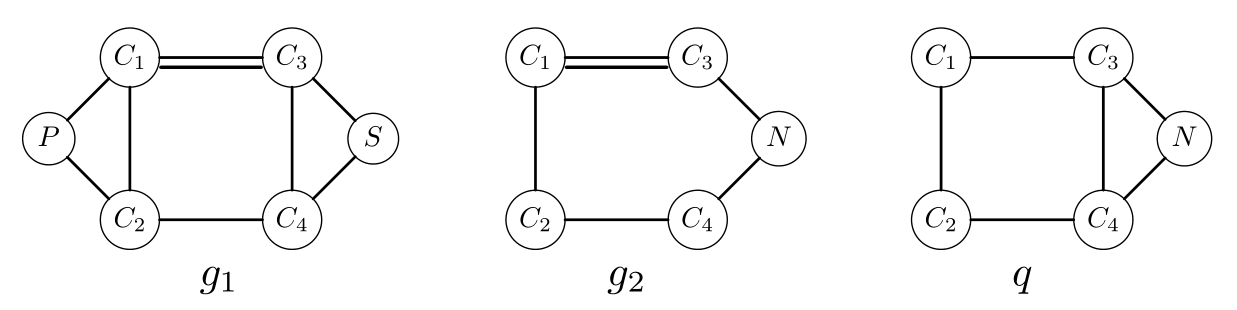 C₁ C₃ C₁ C₃ C₁ C₃
P S N N
C₂ C₄ C₂ C₄ C₂ C₄
g₁ g₂ q